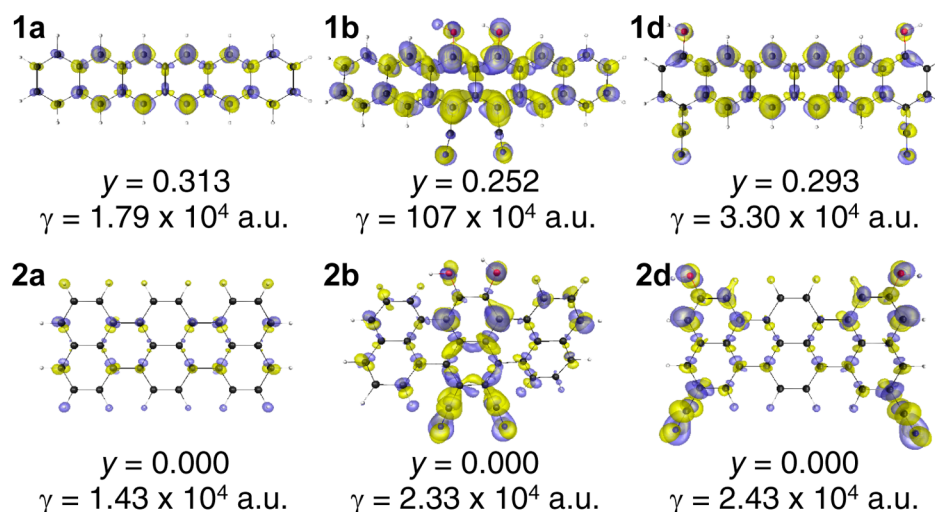 1a 1b 1d
y = 0.313 y = 0.252 y = 0.293
γ = 1.79 x 10⁴ a.u. γ = 107 x 10⁴ a.u. γ = 3.30 x 10⁴ a.u.
2a 2b 2d
y = 0.000 y = 0.000 y = 0.000
γ = 1.43 x 10⁴ a.u. γ = 2.33 x 10⁴ a.u. γ = 2.43 x 10⁴ a.u.